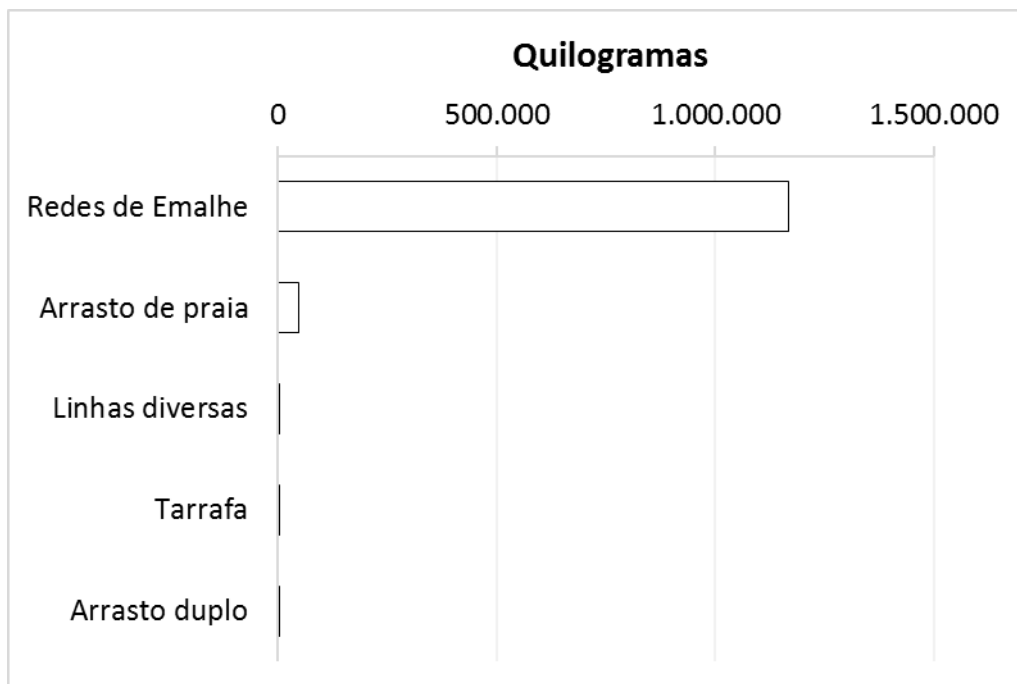 Quilogramas
0 500.000 1.000.000 1.500.000
Redes de Emalhe
Arrasto de praia
Linhas diversas
Tarrafa
Arrasto duplo